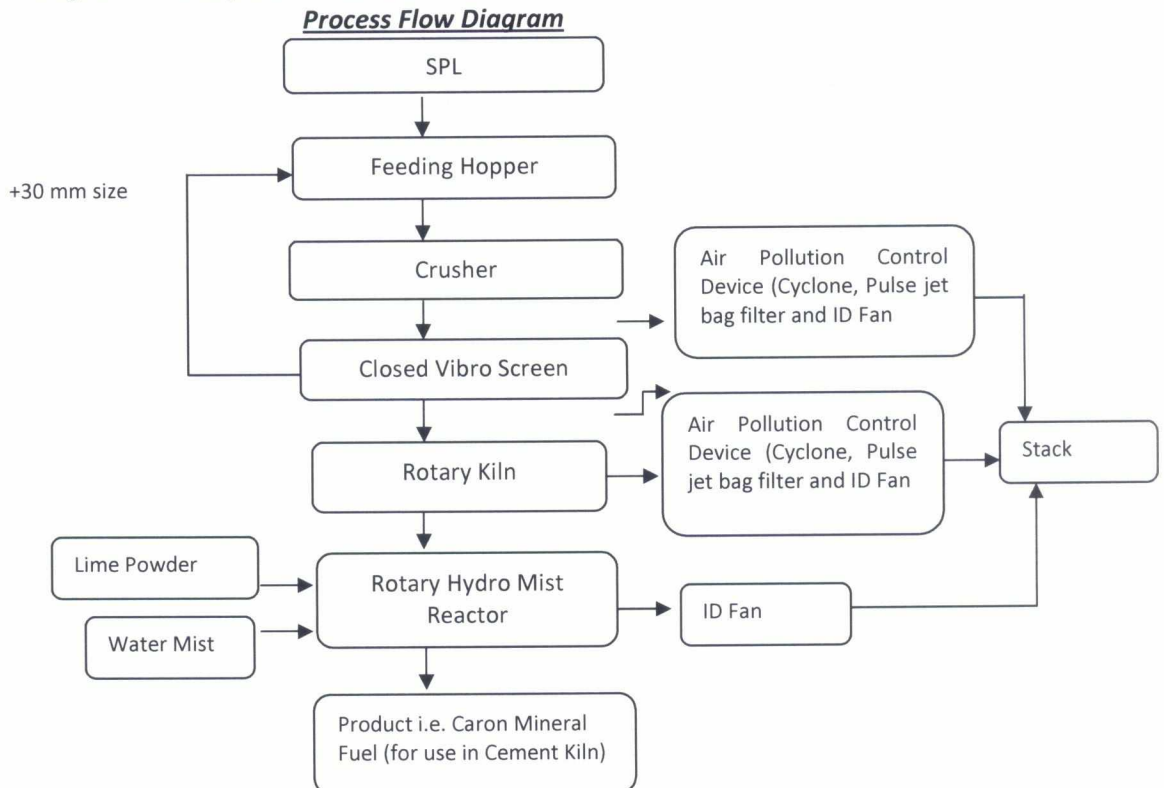 Process Flow Diagram
SPL
Feeding Hopper
+30 mm size
Crusher
Air Pollution Control
Device (Cyclone, Pulse jet
bag filter and ID Fan
Closed Vibro Screen
Air Pollution Control
Device (Cyclone, Pulse
jet bag filter and ID Fan
Stack
Rotary Kiln
Lime Powder
Rotary Hydro Mist
Reactor
ID Fan
Water Mist
Product i.e. Caron Mineral
Fuel (for use in Cement Kiln)